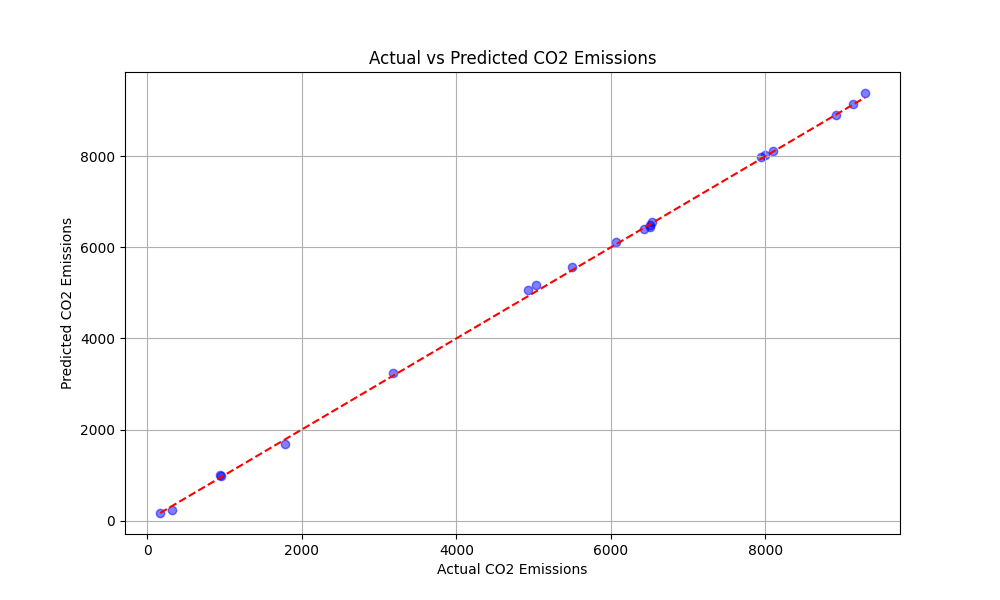 Actual vs Predicted CO2 Emissions
Predicted CO2 Emissions
8000
6000
4000
2000
0
0 2000 4000 6000 8000
Actual CO2 Emissions